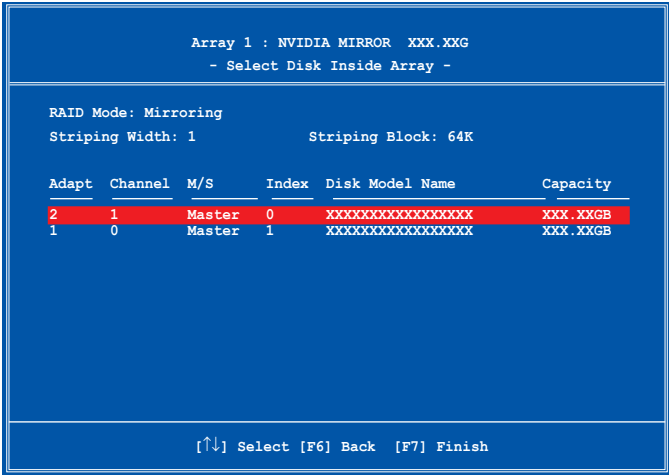 Array 1 : NVIDIA MIRROR XXX.XXG
- Select Disk Inside Array -
RAID Mode: Mirroring
Striping Width: 1 Striping Block: 64K
Adapt Channel M/S Index Disk Model Name Capacity
2 1 Master 0 XXXXXXXXXXXXXXXXX XXX.XXGB
1 0 Master 1 XXXXXXXXXXXXXXXXX XXX.XXGB
[↑↓] Select [F6] Back [F7] Finish